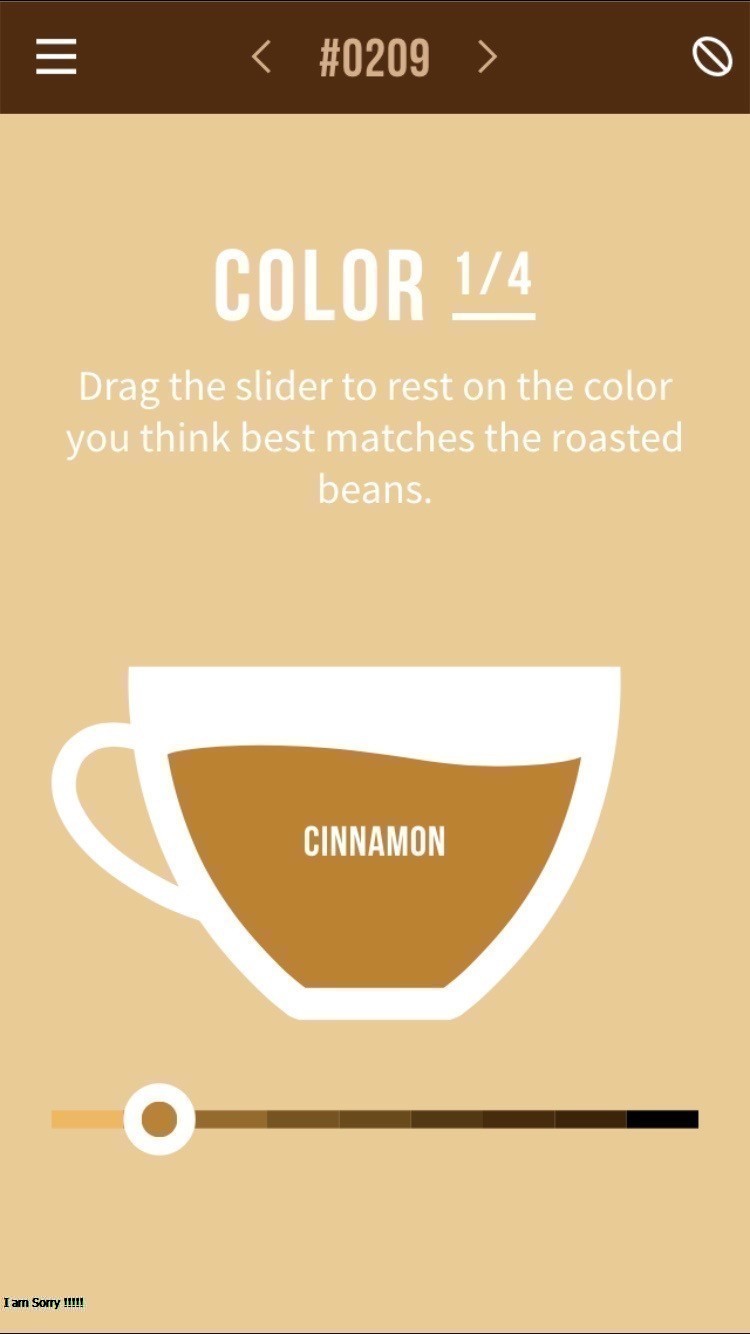 #0209
COLOR 1/4
Drag the slider to rest on the color
you think best matches the roasted
beans.
CINNAMON
I am Sorry !!!!!